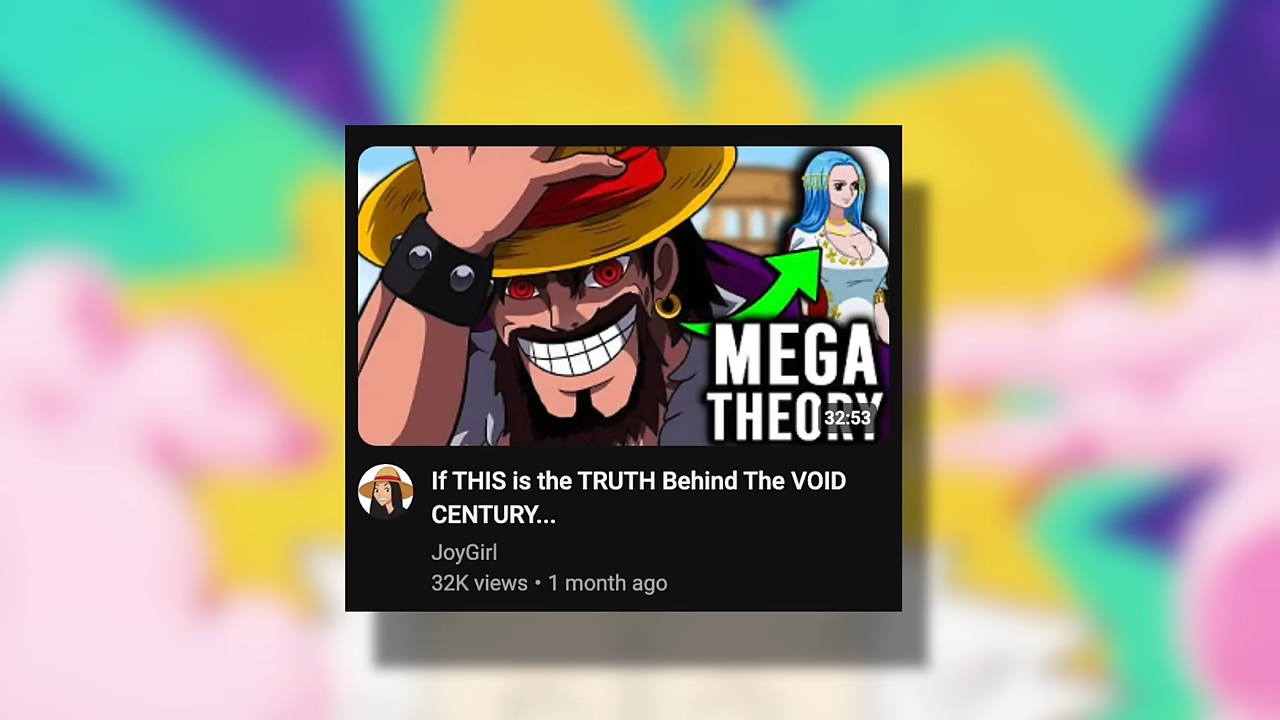 MEGA
THEORY
32:53
If THIS is the TRUTH Behind The VOID
CENTURY...
JoyGirl
32K views • 1 month ago